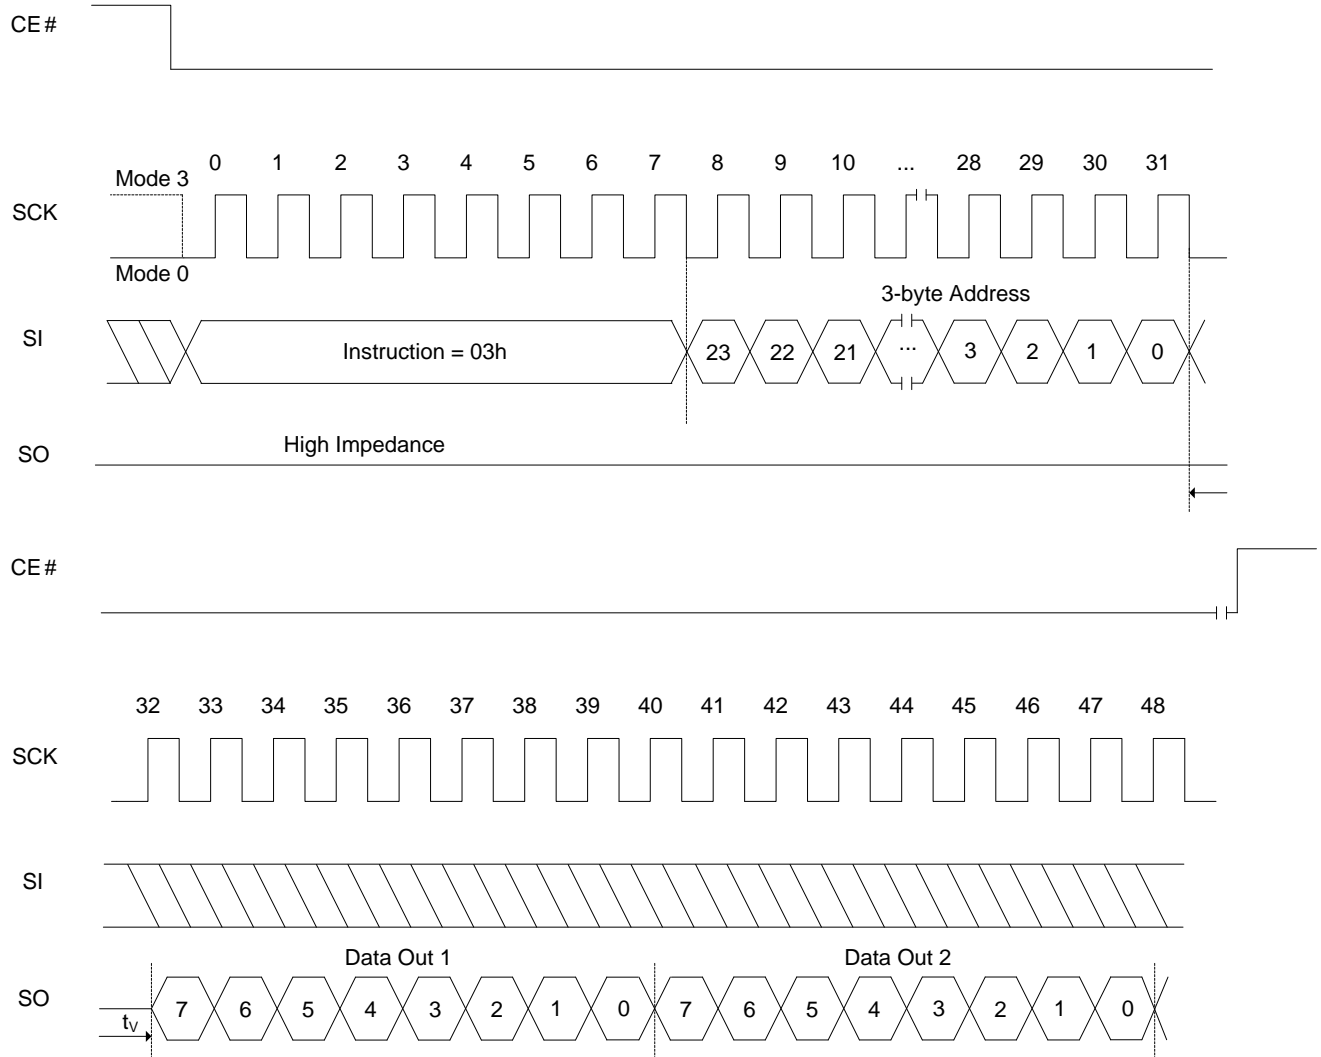 CE#
0 1 2 3 4 5 6 7 8 9 10 ... 28 29 30 31
Mode 3
SCK
Mode 0
3-byte Address
SI
Instruction = 03h 23 22 21 ... 3 2 1 0
High Impedance
SO
CE#
32 33 34 35 36 37 38 39 40 41 42 43 44 45 46 47 48
SCK
SI
Data Out 1 Data Out 2
SO 7 6 5 4 3 2 1 0 7 6 5 4 3 2 1 0
tV